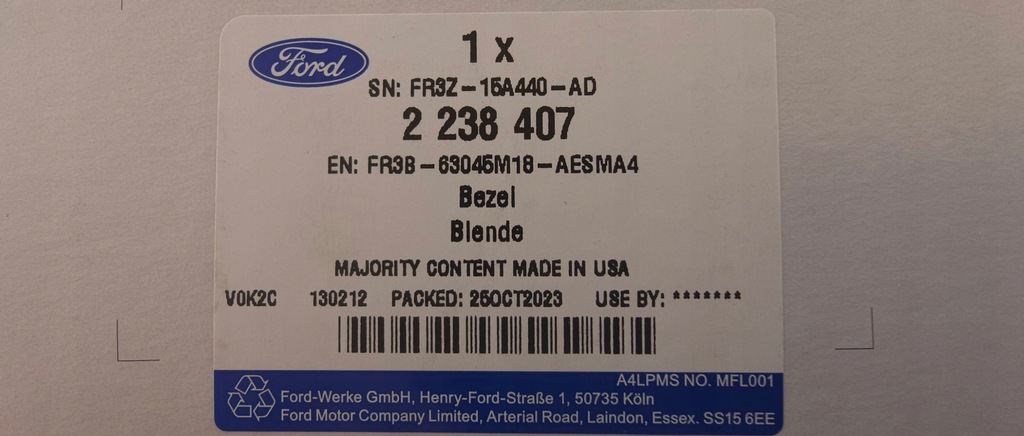 Ford
1 x
SN: FR3Z-15A440-AD
2 238 407
EN: FR3B-63045M18-AESMA4
Bezel
Blende
MAJORITY CONTENT MADE IN USA
V0K2C 130212 PACKED: 25OCT2023 USE BY: *******
A4LPMS NO. MFL001
Ford-Werke GmbH, Henry-Ford-Straße 1, 50735 Köln
Ford Motor Company Limited, Arterial Road, Laindon, Essex. SS15 6EE